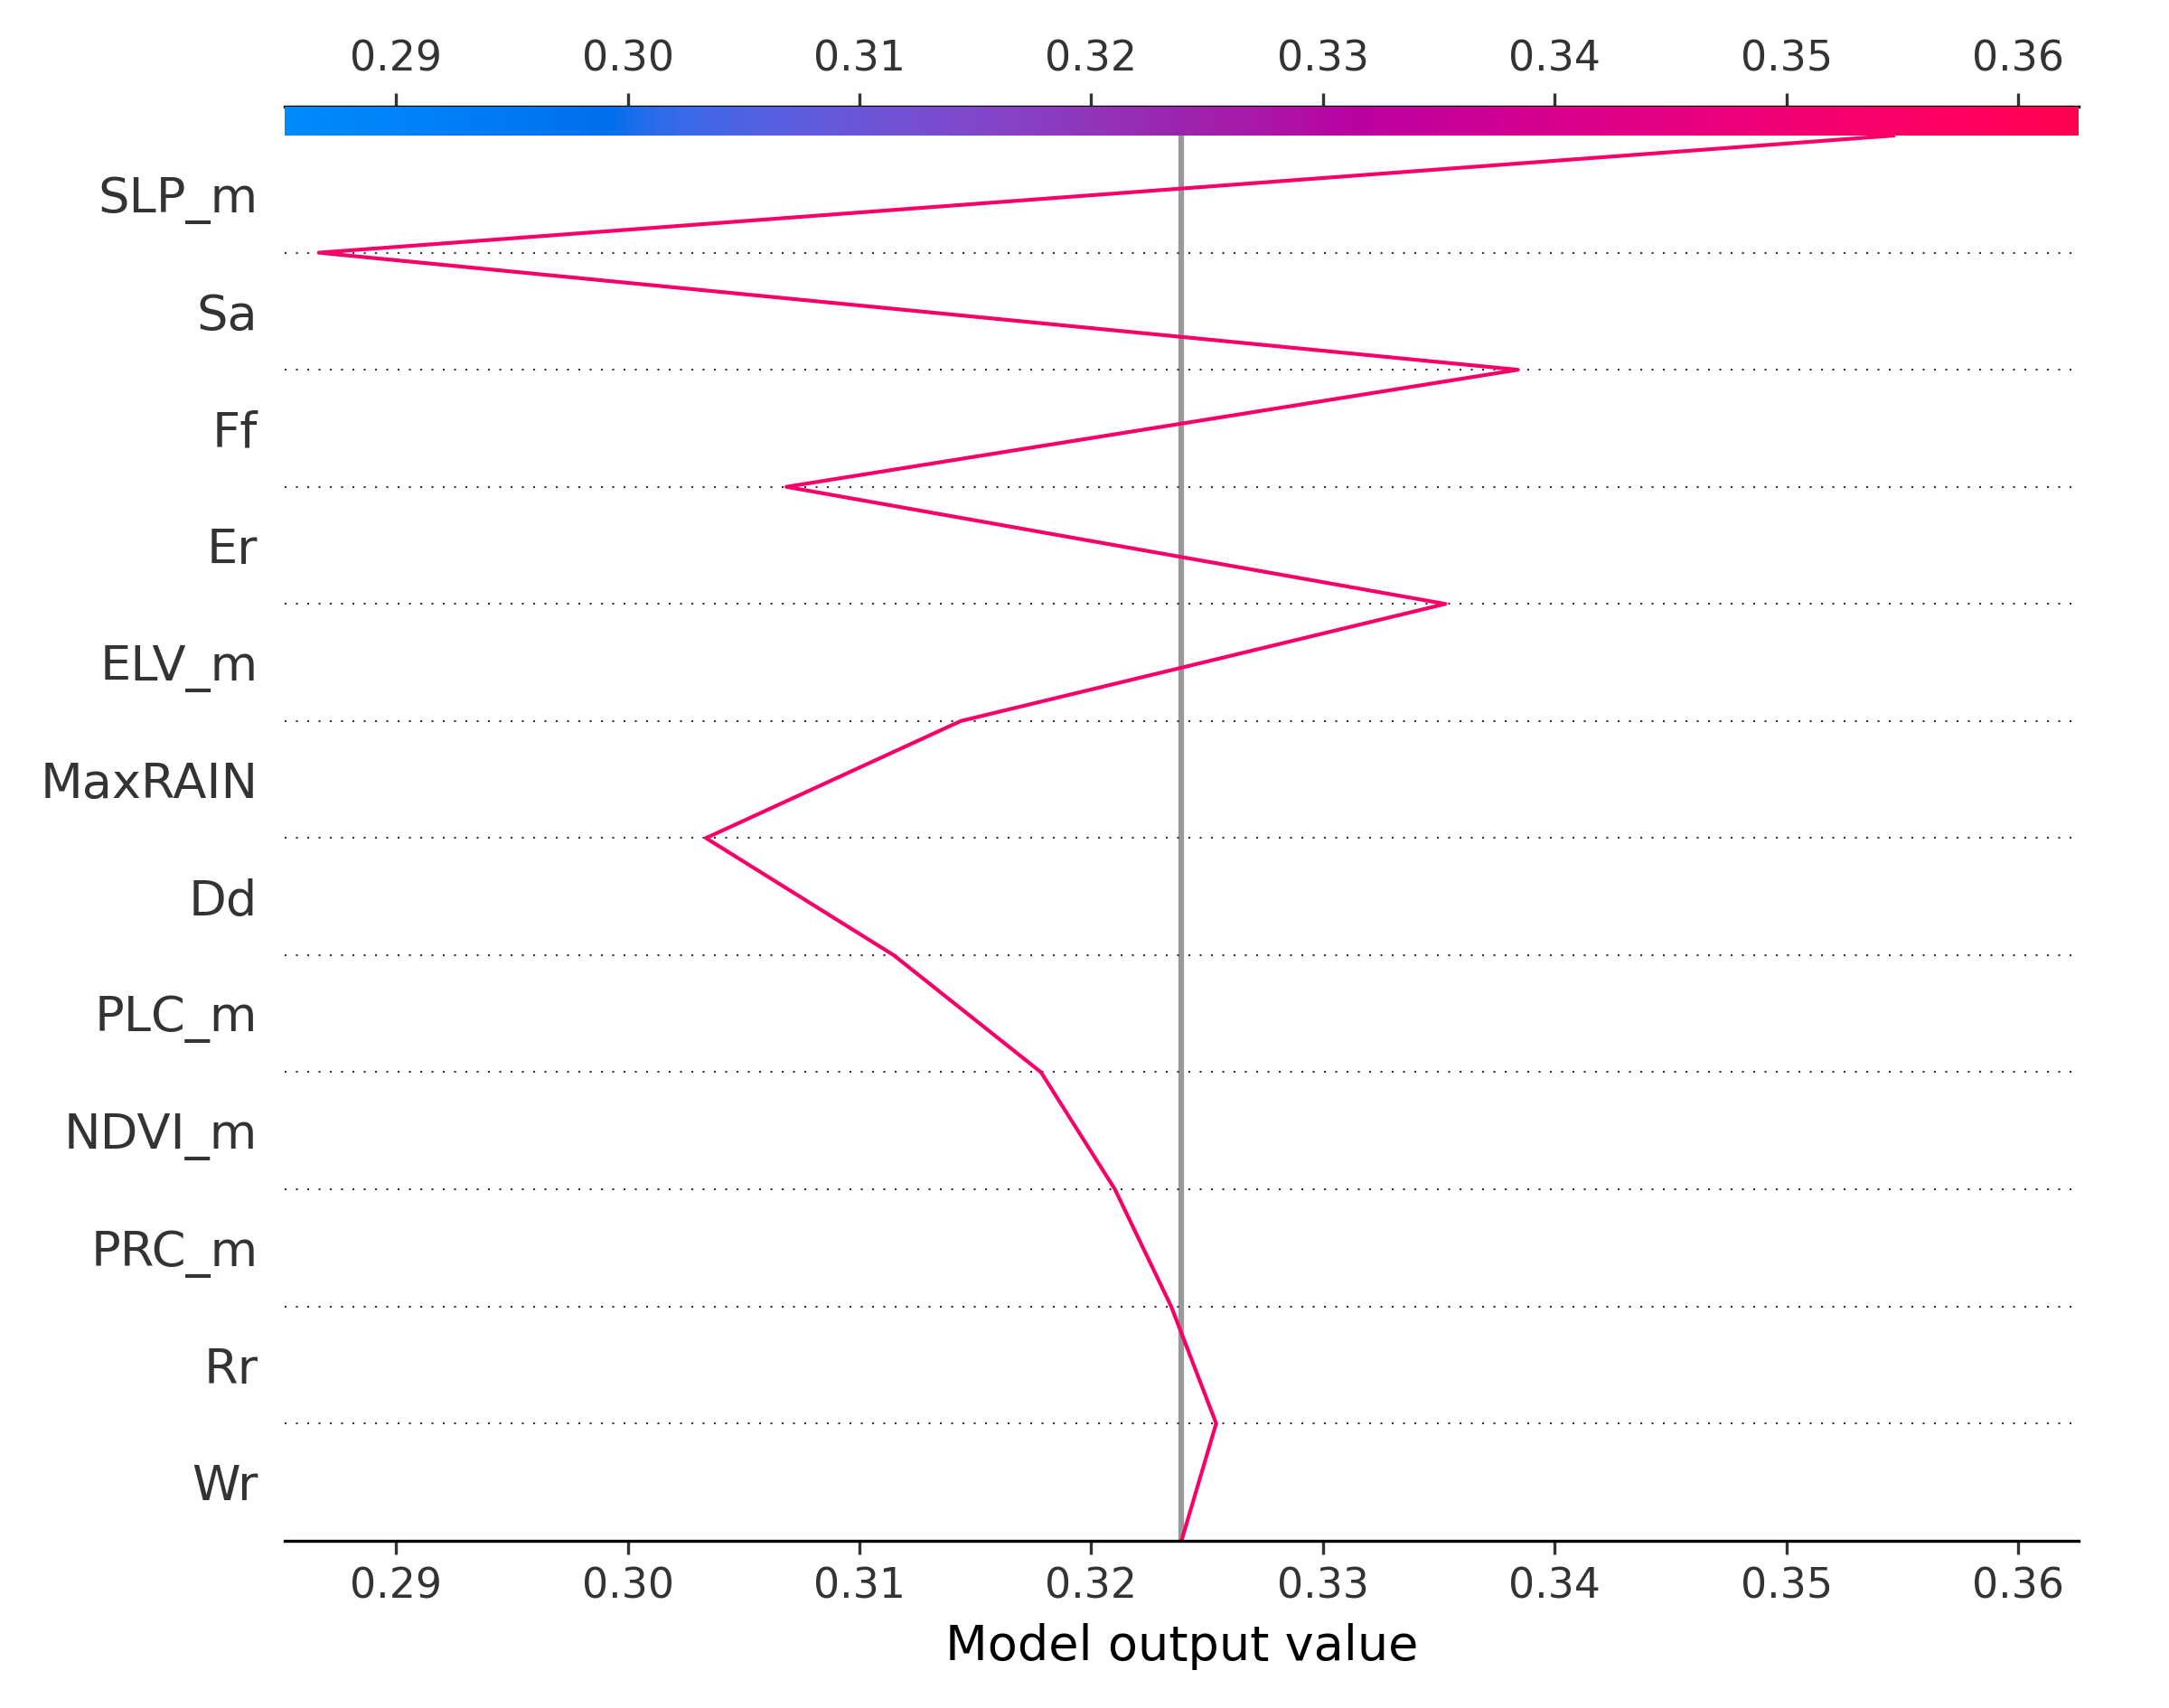 0.29 0.30 0.31 0.32 0.33 0.34 0.35 0.36
SLP_m
Sa
Ff
Er
ELV_m
MaxRAIN
Dd
PLC_m
NDVI_m
PRC_m
Rr
Wr
0.29 0.30 0.31 0.32 0.33 0.34 0.35 0.36
Model output value